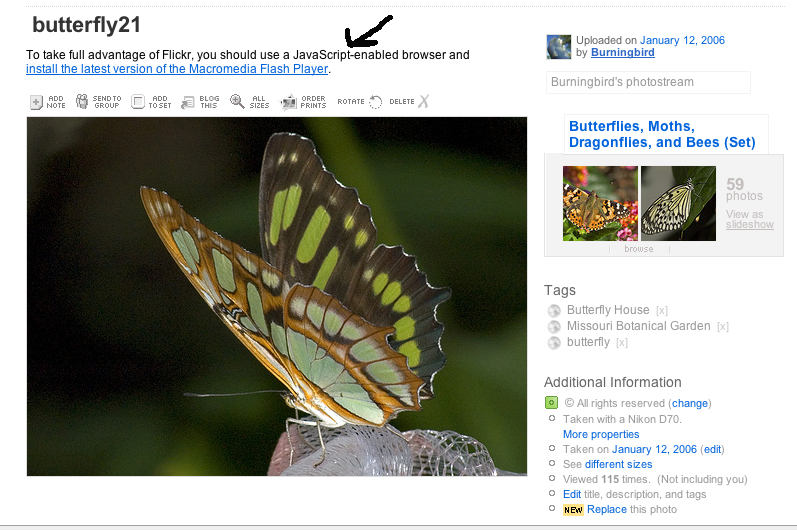 butterfly21
To take full advantage of Flickr, you should use a JavaScript-enabled browser and
install the latest version of the Macromedia Flash Player.
ADD NOTE
SEND TO GROUP
ADD TO SET
BLOG THIS
ALL SIZES
ORDER PRINTS
ROTATE
DELETE
Uploaded on January 12, 2006
by Burningbird
Burningbird's photostream
Butterflies, Moths,
Dragonflies, and Bees (Set)
59
photos
View as
slideshow
browse
Tags
Butterfly House [x]
Missouri Botanical Garden [x]
butterfly [x]
Additional Information
© All rights reserved (change)
Taken with a Nikon D70.
More properties
Taken on January 12, 2006 (edit)
See different sizes
Viewed 115 times. (Not including you)
Edit title, description, and tags
NEW Replace this photo